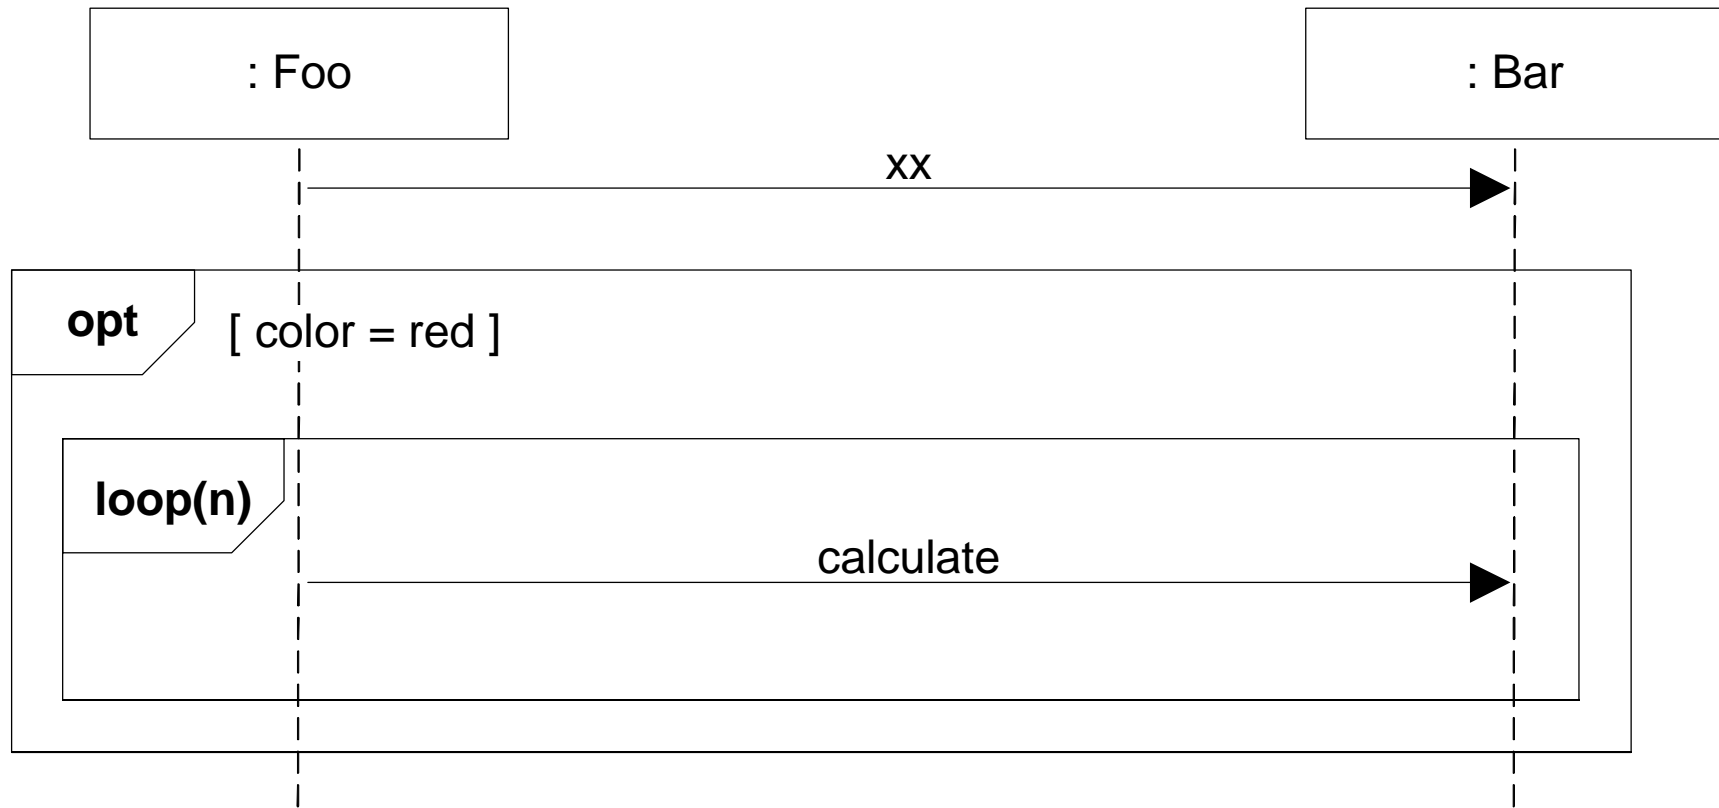 : Foo
: Bar
xx
opt
[ color = red ]
loop(n)
calculate